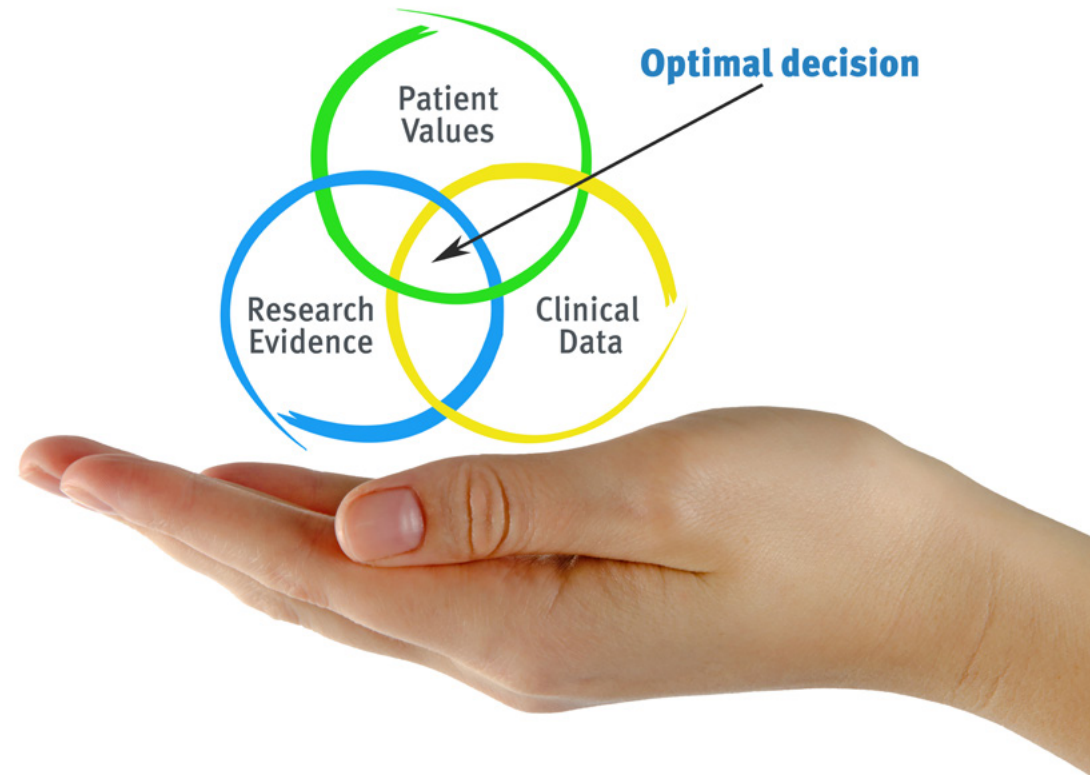 Optimal decision
Patient
Values
Research
Evidence
Clinical
Data